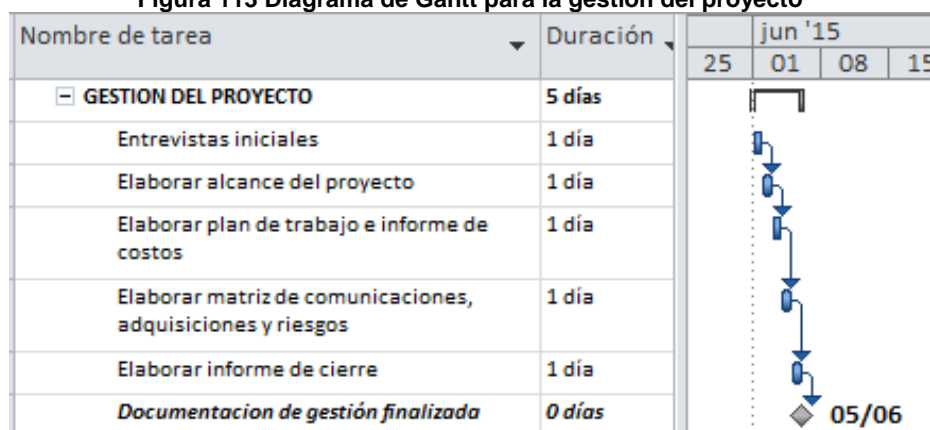 Figura 113 Diagrama de Gantt para la gestión del proyecto
Nombre de tarea Duración jun '15
25 01 08 15
GESTION DEL PROYECTO 5 días
Entrevistas iniciales 1 día
Elaborar alcance del proyecto 1 día
Elaborar plan de trabajo e informe de 1 día
costos
Elaborar matriz de comunicaciones, 1 día
adquisiciones y riesgos
Elaborar informe de cierre 1 día
Documentacion de gestión finalizada 0 días 05/06